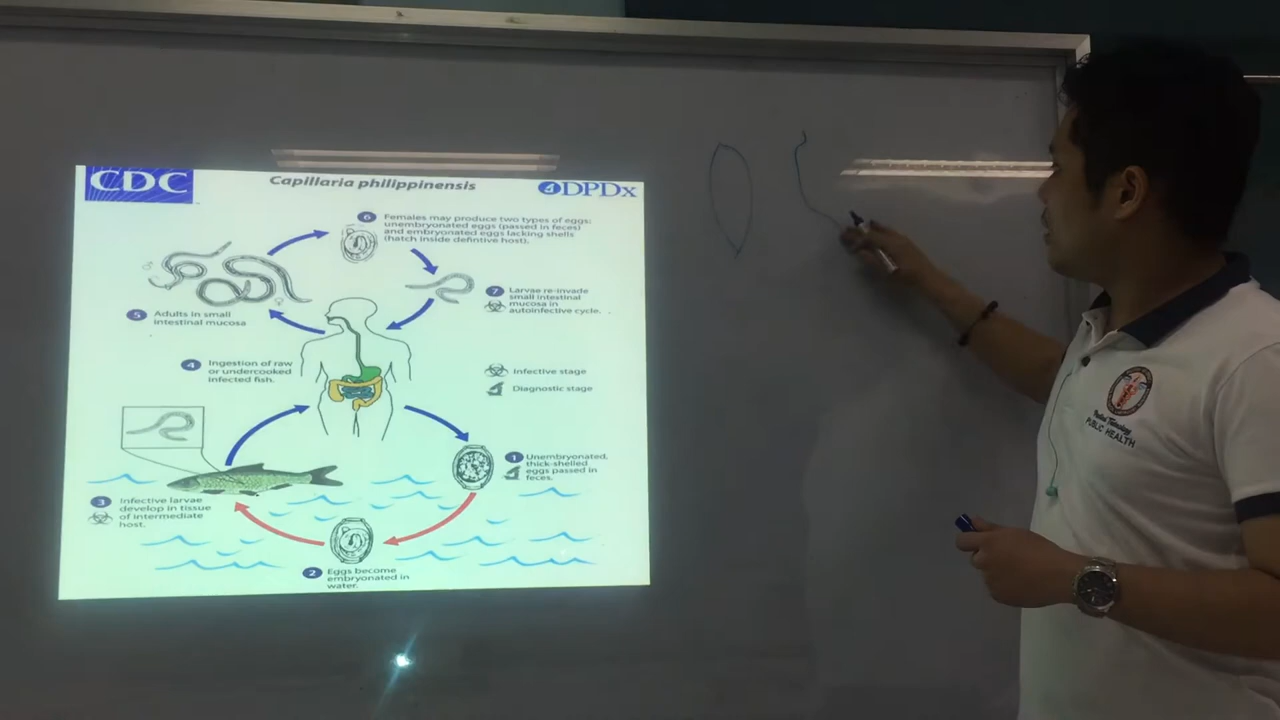 CDC
Capillaria philippinensis
DPDx
6 Females may produce two types of eggs:
unembryonated eggs (passed in feces)
and embryonated eggs lacking shells
(hatch inside defintive host).
7 Larvae re-invade
small intestinal
mucosa in
autoinfective cycle.
5 Adults in small
intestinal mucosa
4 Ingestion of raw
or undercooked
infected fish.
Infective stage
Diagnostic stage
1 Unembryonated,
thick-shelled
eggs passed in
feces.
3 Infective larvae
develop in tissue
of intermediate
host.
2 Eggs become
embryonated in
water.
Medical Technology
PUBLIC HEALTH